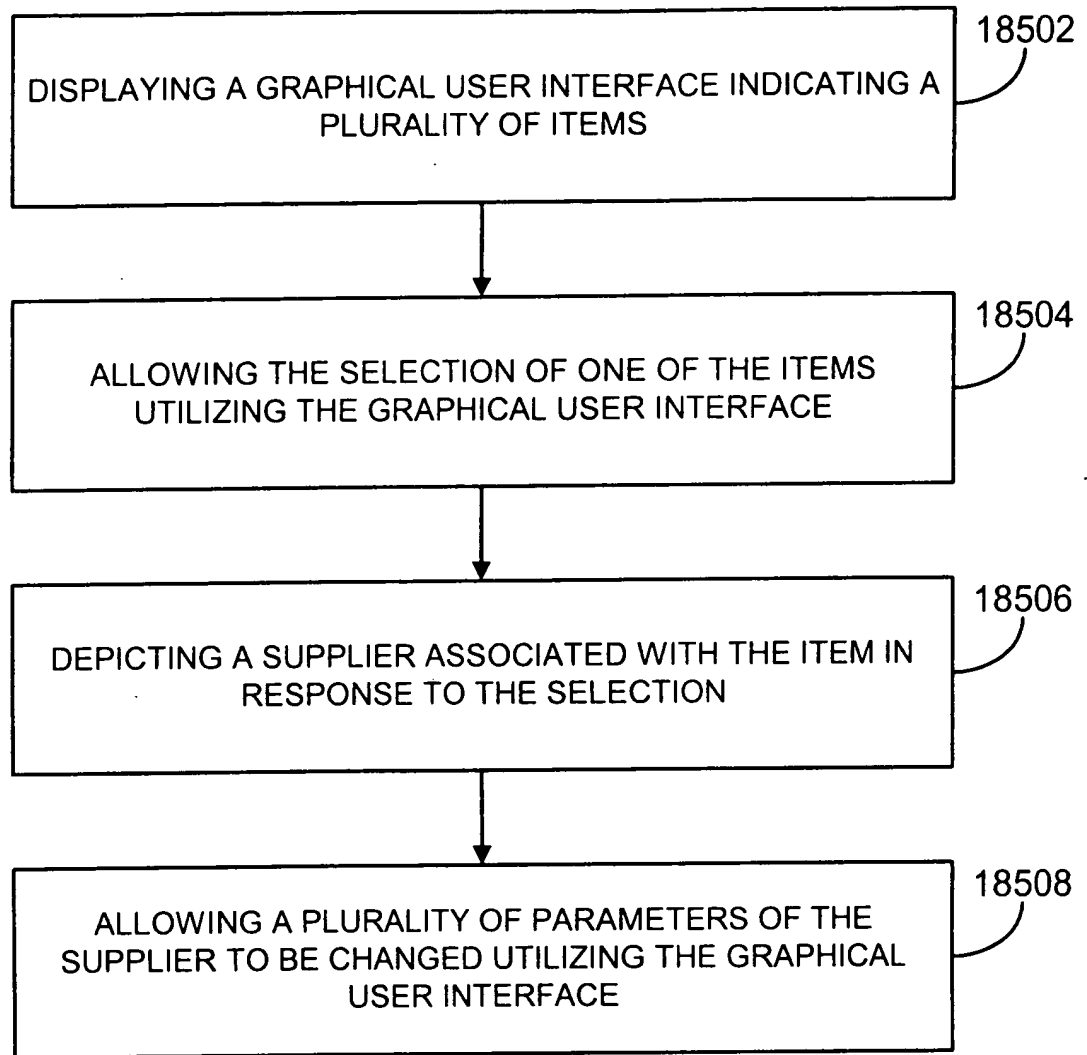 18502
DISPLAYING A GRAPHICAL USER INTERFACE INDICATING A
PLURALITY OF ITEMS
18504
ALLOWING THE SELECTION OF ONE OF THE ITEMS
UTILIZING THE GRAPHICAL USER INTERFACE
18506
DEPICTING A SUPPLIER ASSOCIATED WITH THE ITEM IN
RESPONSE TO THE SELECTION
18508
ALLOWING A PLURALITY OF PARAMETERS OF THE
SUPPLIER TO BE CHANGED UTILIZING THE GRAPHICAL
USER INTERFACE